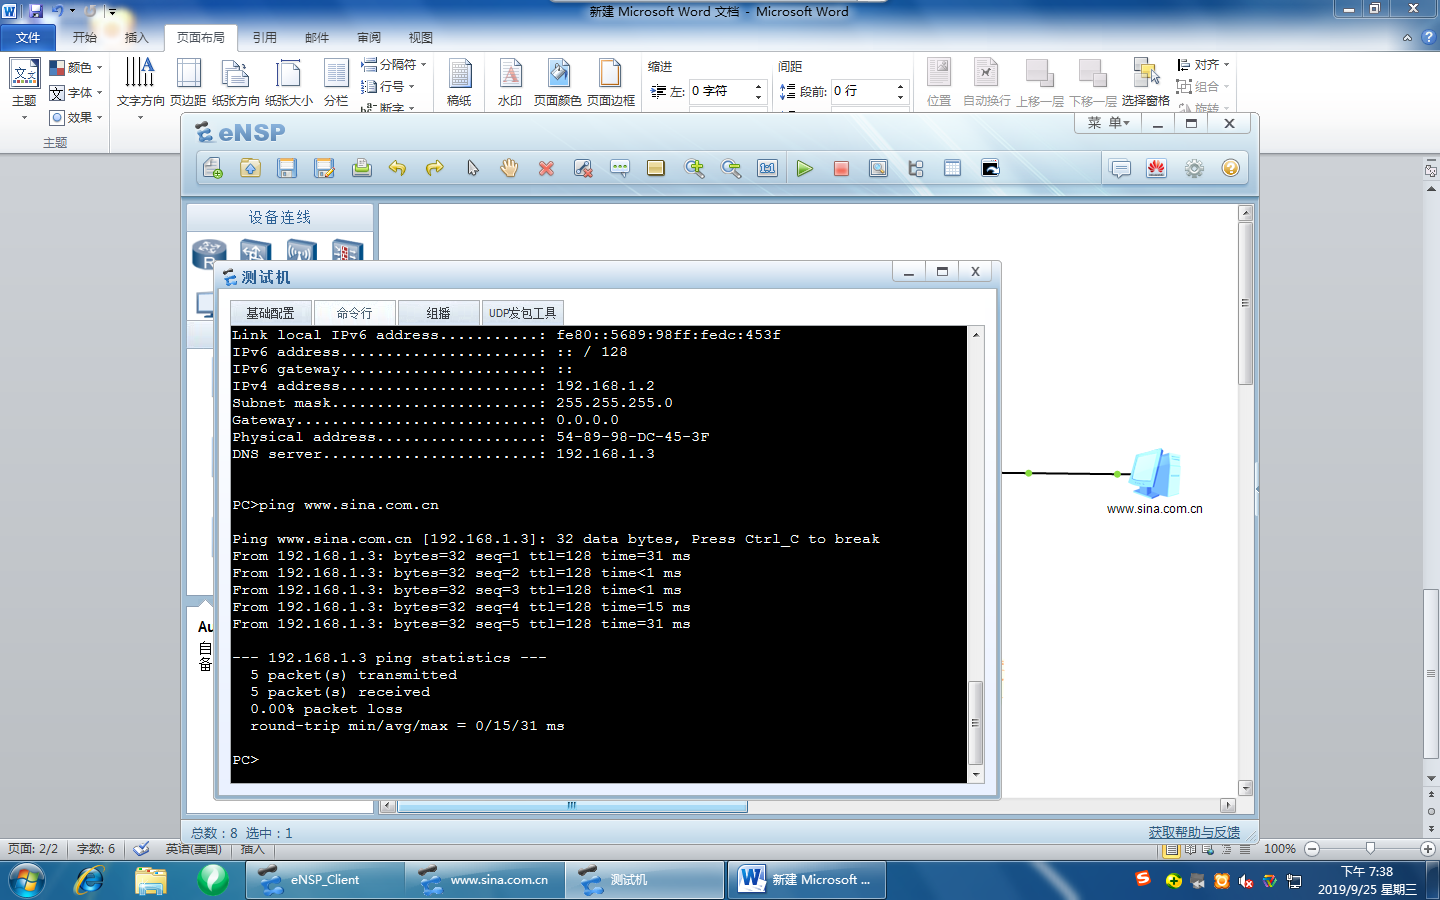 新建 Microsoft Word 文档 - Microsoft Word
文件 开始 插入 页面布局 引用 邮件 审阅 视图
颜色
字体
效果
主题
主题
文字方向 页边距 纸张方向 纸张大小 分栏
分隔符
行号
断字
稿纸
水印 页面颜色 页面边框
缩进
左: 0 字符
间距
段前: 0 行
位置 自动换行 上移一层 下移一层 选择窗格
对齐
组合
旋转
eNSP
菜 单
1:1
设备连线
R
测试机
基础配置 命令行 组播 UDP发包工具
Link local IPv6 address...........: fe80::5689:98ff:fedc:453f
IPv6 address......................: :: / 128
IPv6 gateway......................: ::
IPv4 address......................: 192.168.1.2
Subnet mask.......................: 255.255.255.0
Gateway...........................: 0.0.0.0
Physical address..................: 54-89-98-DC-45-3F
DNS server........................: 192.168.1.3
PC>ping www.sina.com.cn
Ping www.sina.com.cn [192.168.1.3]: 32 data bytes, Press Ctrl_C to break
From 192.168.1.3: bytes=32 seq=1 ttl=128 time=31 ms
From 192.168.1.3: bytes=32 seq=2 ttl=128 time<1 ms
From 192.168.1.3: bytes=32 seq=3 ttl=128 time<1 ms
From 192.168.1.3: bytes=32 seq=4 ttl=128 time=15 ms
From 192.168.1.3: bytes=32 seq=5 ttl=128 time=31 ms
--- 192.168.1.3 ping statistics ---
5 packet(s) transmitted
5 packet(s) received
0.00% packet loss
round-trip min/avg/max = 0/15/31 ms
PC>
www.sina.com.cn
Au
自
备
总数 : 8 选中 : 1
获取帮助与反馈
页面: 2/2 字数: 6 英语(美国) 插入
100%
eNSP_Client
www.sina.com.cn
测试机
新建 Microsoft ...
下午 7:38
2019/9/25 星期三